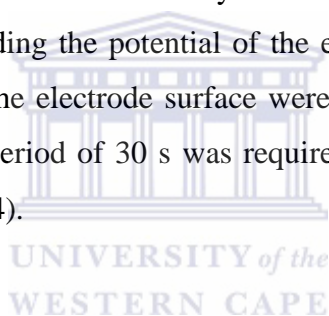 ding the potential of the e
ne electrode surface were
eriod of 30 s was require
4).
UNIVERSITY of the
WESTERN CAPE